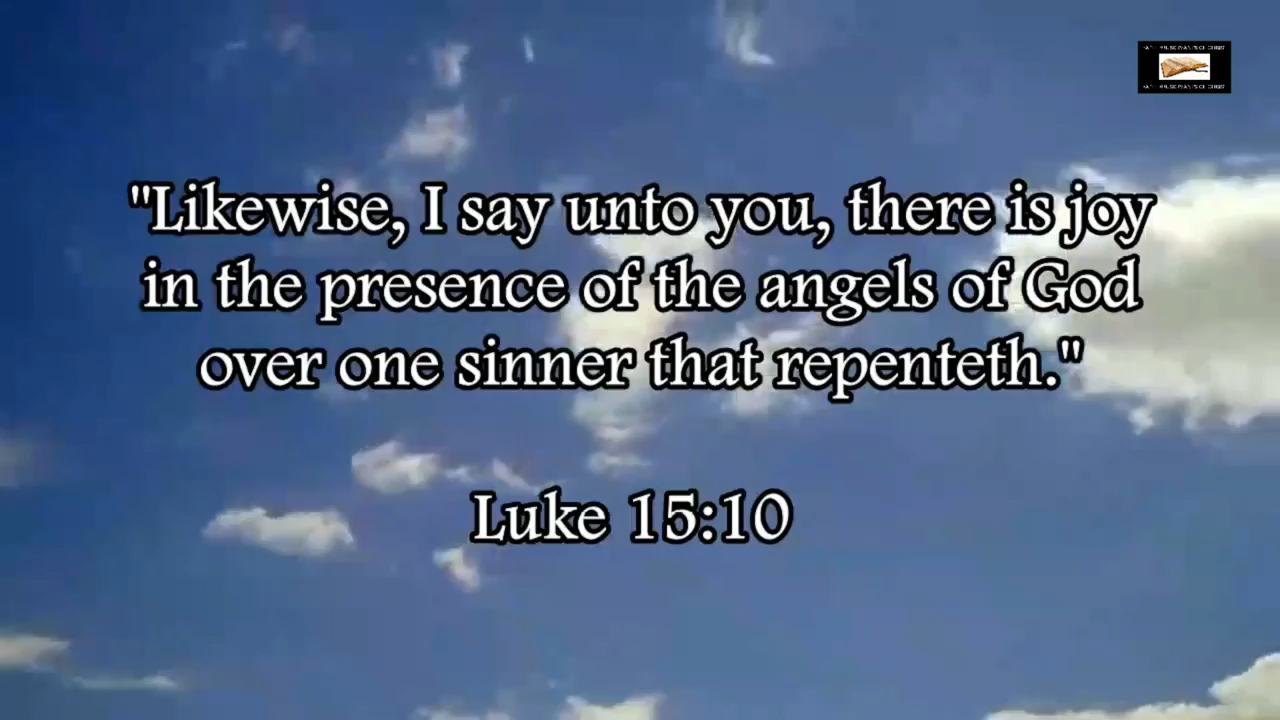 "Likewise, I say unto you, there is joy
in the presence of the angels of God
over one sinner that repenteth."
Luke 15:10